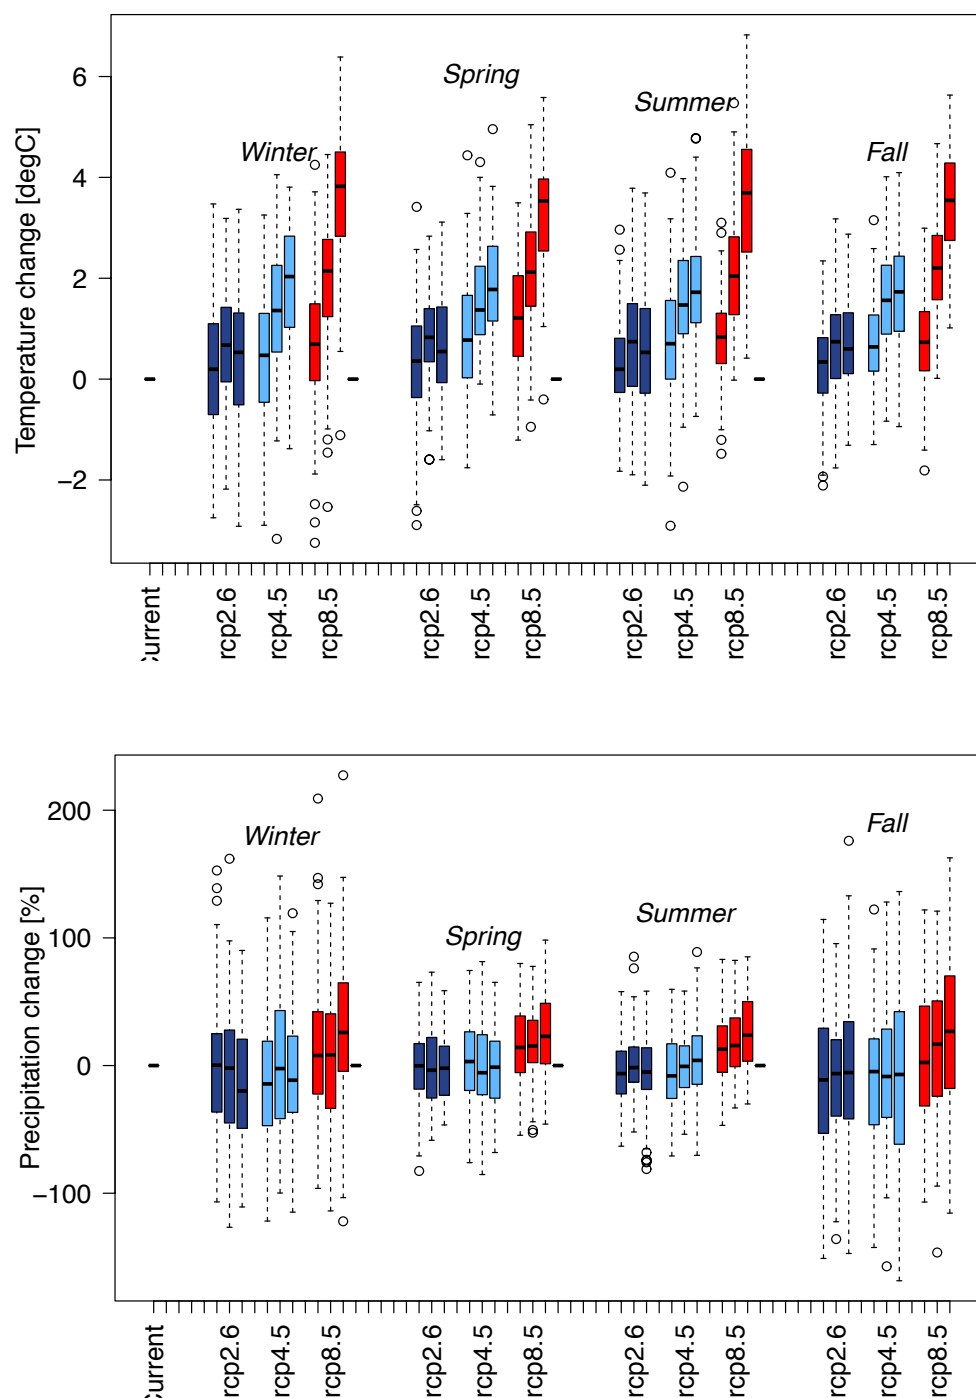 Temperature change [degC]
6
4
2
0
−2
Winter
Spring
Summer
Fall
Current
rcp2.6
rcp4.5
rcp8.5
rcp2.6
rcp4.5
rcp8.5
rcp2.6
rcp4.5
rcp8.5
rcp2.6
rcp4.5
rcp8.5
Precipitation change [%]
200
100
0
−100
Winter
Spring
Summer
Fall
Current
rcp2.6
rcp4.5
rcp8.5
rcp2.6
rcp4.5
rcp8.5
rcp2.6
rcp4.5
rcp8.5
rcp2.6
rcp4.5
rcp8.5